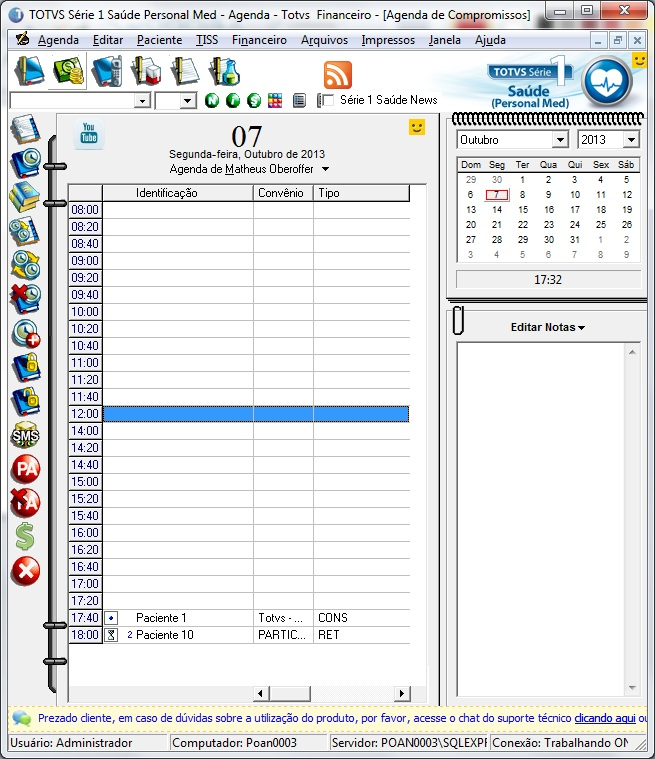 TOTVS Série 1 Saúde Personal Med - Agenda - Totvs Financeiro - [Agenda de Compromissos]
Agenda Editar Paciente TISS Financeiro Arquivos Impressos Janela Ajuda
TOTVS Série 1
Saúde
(Personal Med)
N I S Série 1 Saúde News
You Tube
07
Segunda-feira, Outubro de 2013
Agenda de Matheus Oberoffer
Identificação Convênio Tipo
08:00
08:20
08:40
09:00
09:20
09:40
10:00
10:20
10:40
11:00
11:20
11:40
12:00
14:00
14:20
14:40
15:00
15:20
15:40
16:00
16:20
16:40
17:00
17:20
17:40 Paciente 1 Totvs - ... CONS
18:00 2 Paciente 10 PARTIC... RET
SMS
PA
Outubro 2013
Dom Seg Ter Qua Qui Sex Sáb
29 30 1 2 3 4 5
6 7 8 9 10 11 12
13 14 15 16 17 18 19
20 21 22 23 24 25 26
27 28 29 30 31 1 2
3 4 5 6 7 8 9
17:32
Editar Notas
Prezado cliente, em caso de dúvidas sobre a utilização do produto, por favor, acesse o chat do suporte técnico clicando aqui ou
Usuário: Administrador Computador: Poan0003 Servidor: POAN0003\SQLEXPR Conexão: Trabalhando ON